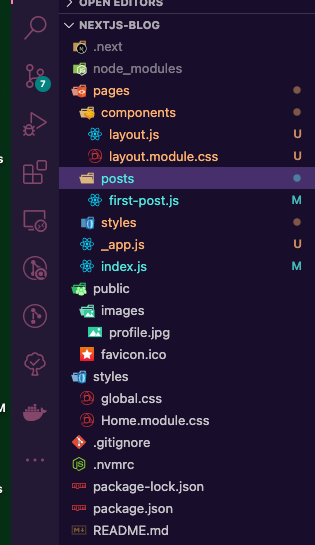 OPEN EDITORS
NEXTJS-BLOG
.next
node_modules
pages
components
layout.js U
layout.module.css U
posts
first-post.js M
styles
_app.js U
index.js M
public
images
profile.jpg
favicon.ico
styles
global.css
Home.module.css
.gitignore
.nvmrc
package-lock.json
package.json
README.md
7
s
M
s